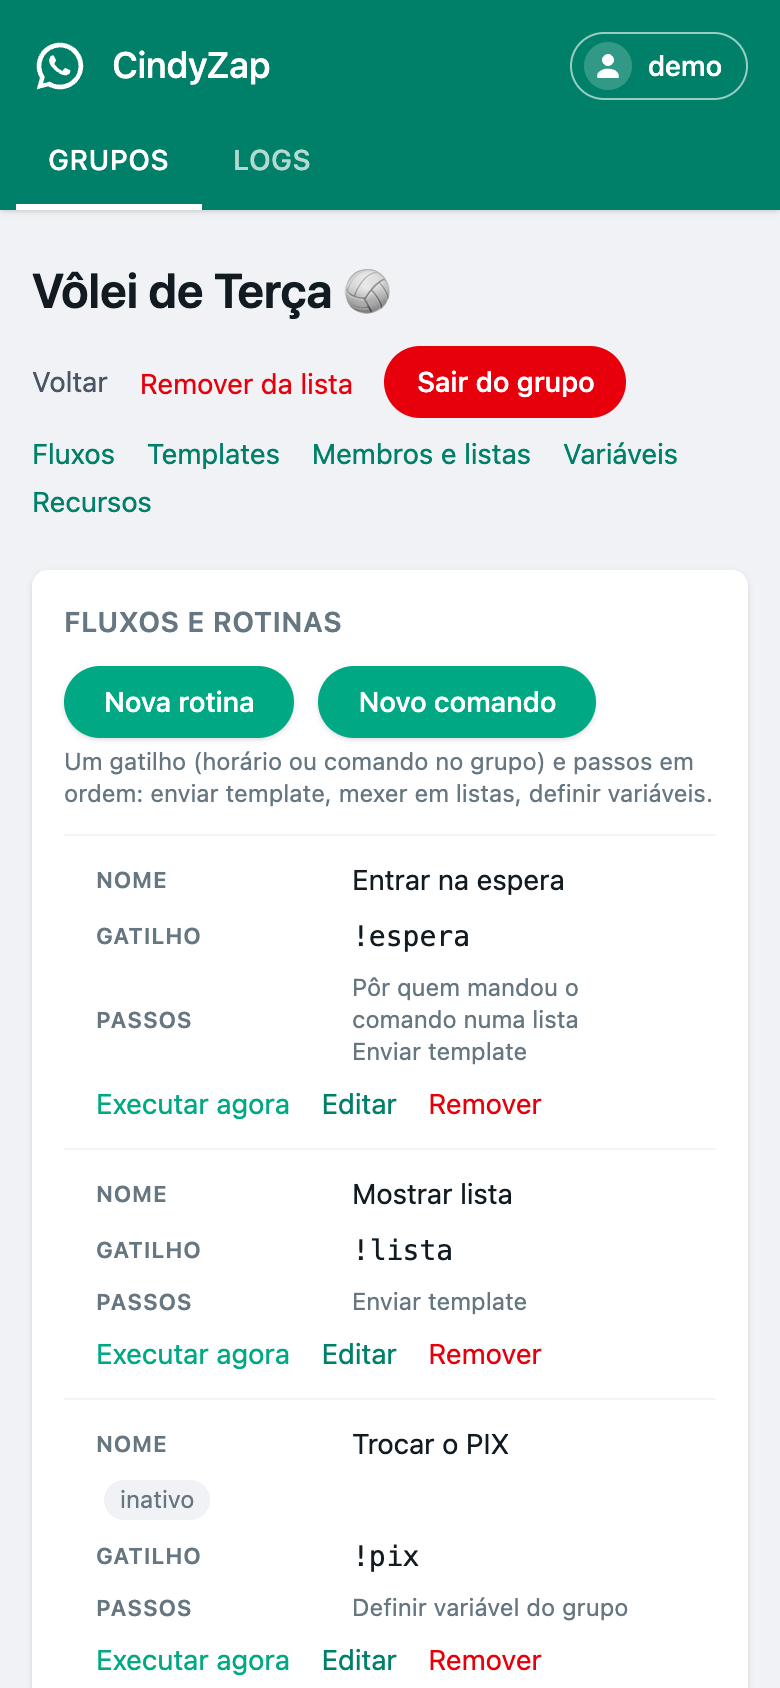 CindyZap
demo
GRUPOS LOGS
Vôlei de Terça
Voltar Remover da lista Sair do grupo
Fluxos Templates Membros e listas Variáveis
Recursos
FLUXOS E ROTINAS
Nova rotina Novo comando
Um gatilho (horário ou comando no grupo) e passos em
ordem: enviar template, mexer em listas, definir variáveis.
NOME Entrar na espera
GATILHO !espera
PASSOS Pôr quem mandou o
comando numa lista
Enviar template
Executar agora Editar Remover
NOME Mostrar lista
GATILHO !lista
PASSOS Enviar template
Executar agora Editar Remover
NOME Trocar o PIX
inativo
GATILHO !pix
PASSOS Definir variável do grupo
Executar agora Editar Remover